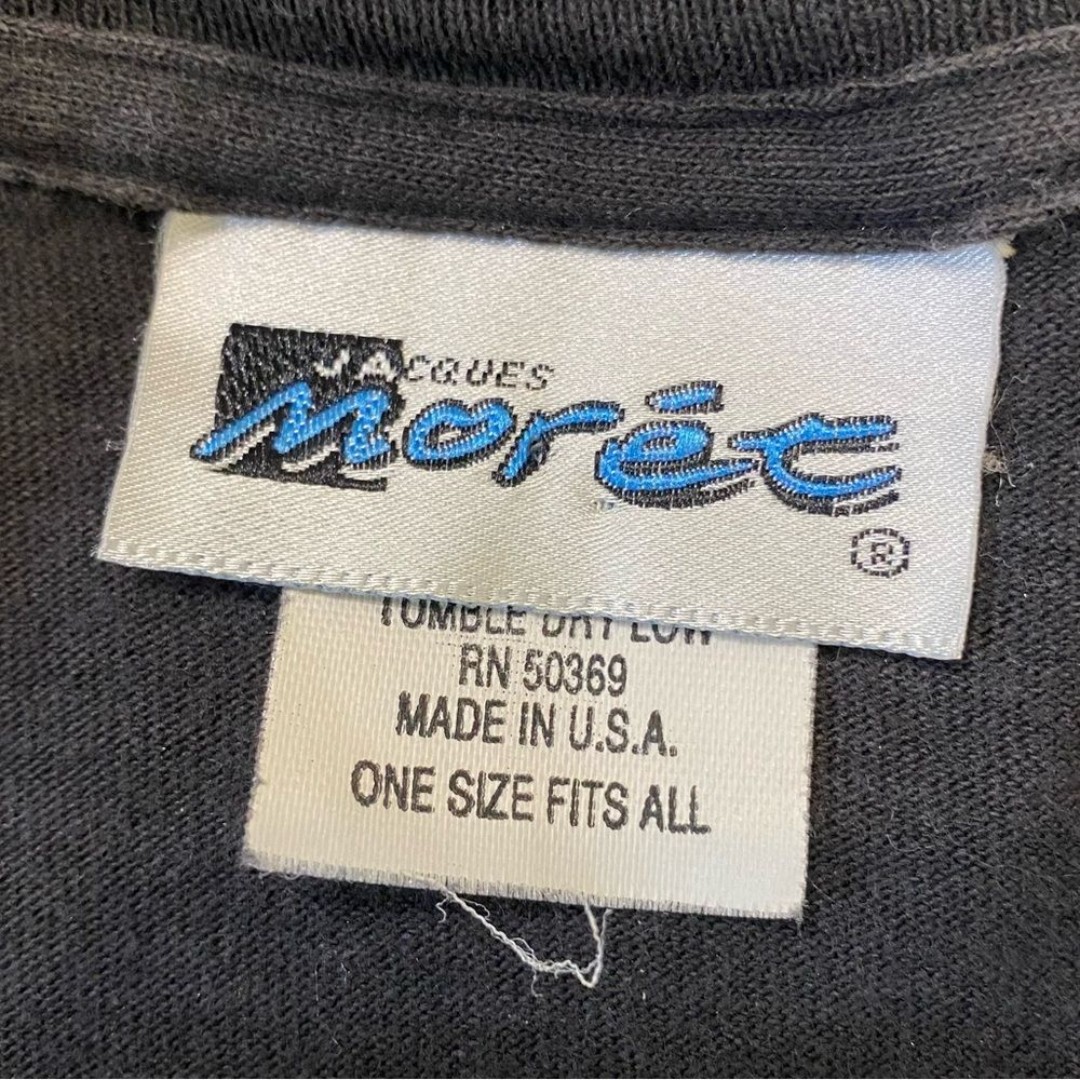 JACQUES
Morét
®
TUMBLE DRY LOW
RN 50369
MADE IN U.S.A.
ONE SIZE FITS ALL